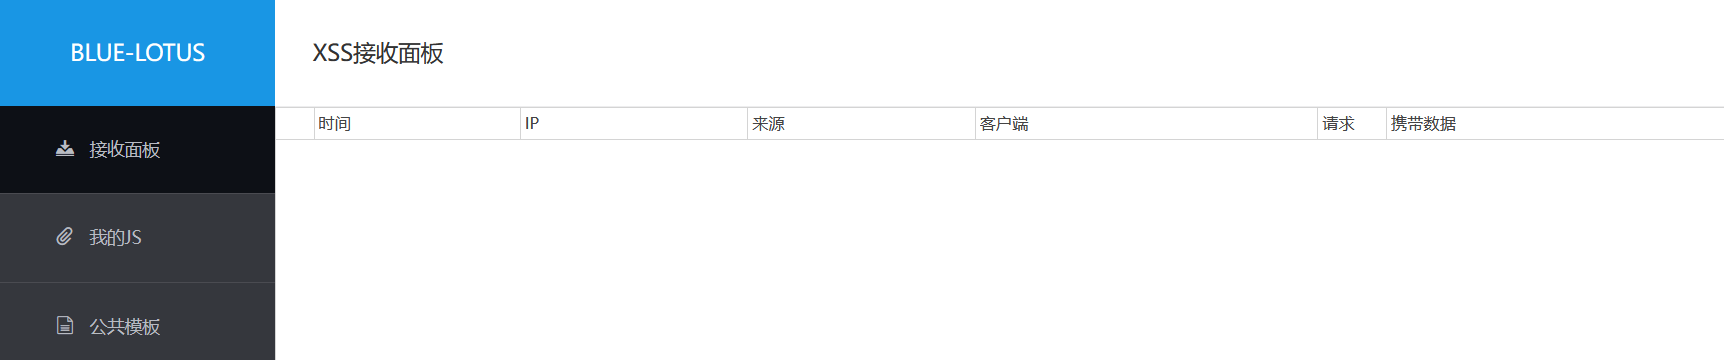 BLUE-LOTUS
XSS接收面板
时间 IP 来源 客户端 请求 携带数据
接收面板
我的JS
公共模板